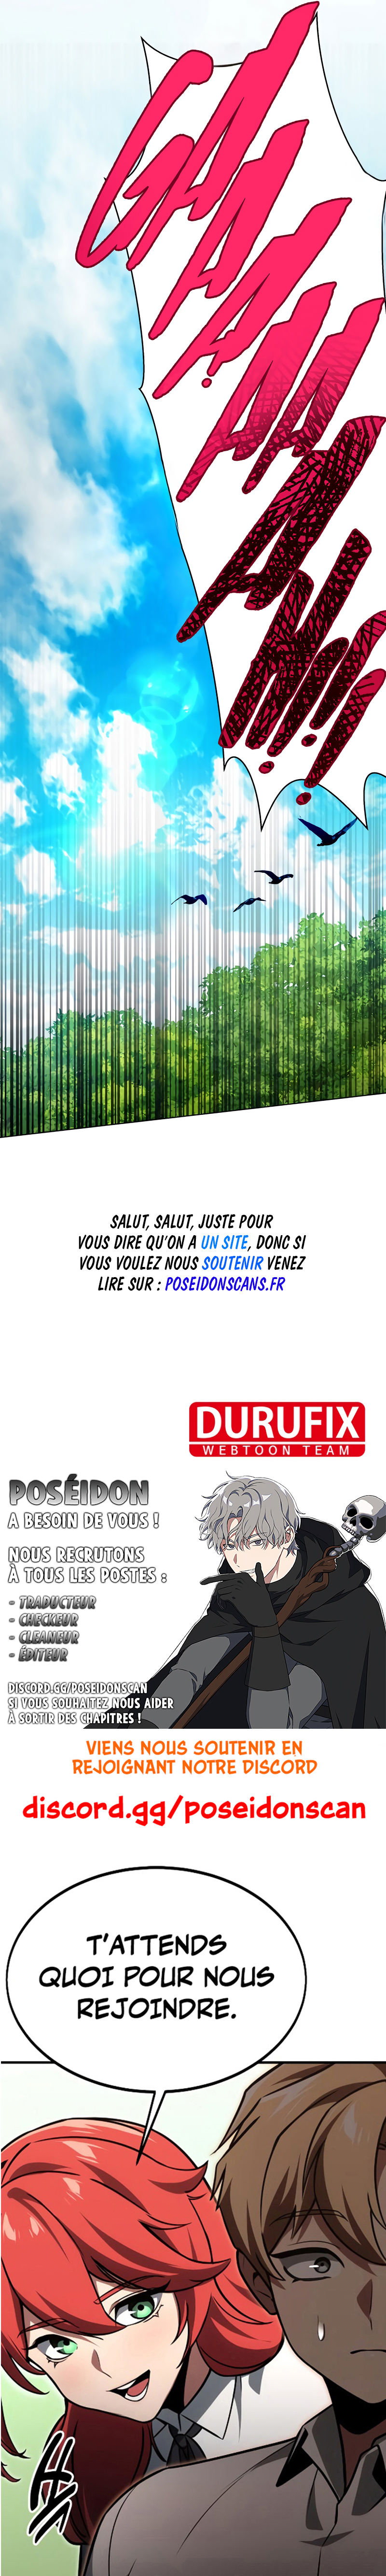 GAAAAAAH!!!
SALUT, SALUT, JUSTE POUR
VOUS DIRE QU'ON A UN SITE, DONC SI
VOUS VOULEZ NOUS SOUTENIR VENEZ
LIRE SUR : POSEIDONSCANS.FR
DURUFIX
WEBTOON TEAM
POSÉIDON
A BESOIN DE VOUS !
NOUS RECRUTONS
À TOUS LES POSTES :
- TRADUCTEUR
- CHECKEUR
- CLEANEUR
- ÉDITEUR
DISCORD.GG/POSEIDONSCAN
SI VOUS SOUHAITEZ NOUS AIDER
À SORTIR DES CHAPITRES !
VIENS NOUS SOUTENIR EN
REJOIGNANT NOTRE DISCORD
discord.gg/poseidonscan
T'ATTENDS
QUOI POUR NOUS
REJOINDRE.